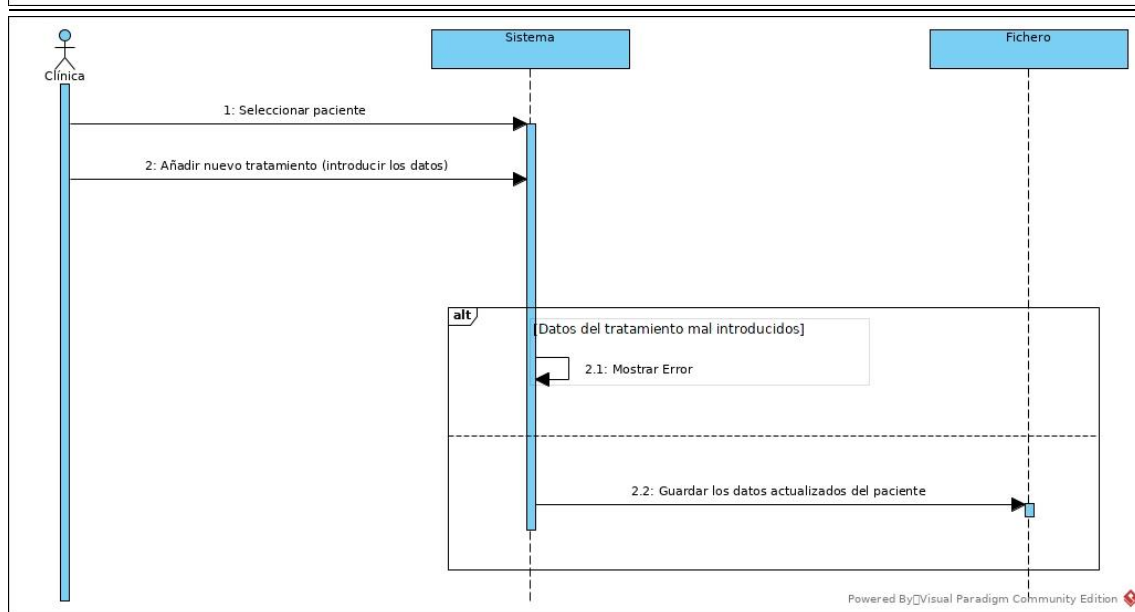 Clínica
Sistema
Fichero
1: Seleccionar paciente
2: Añadir nuevo tratamiento (introducir los datos)
alt
[Datos del tratamiento mal introducidos]
2.1: Mostrar Error
2.2: Guardar los datos actualizados del paciente
Powered By Visual Paradigm Community Edition